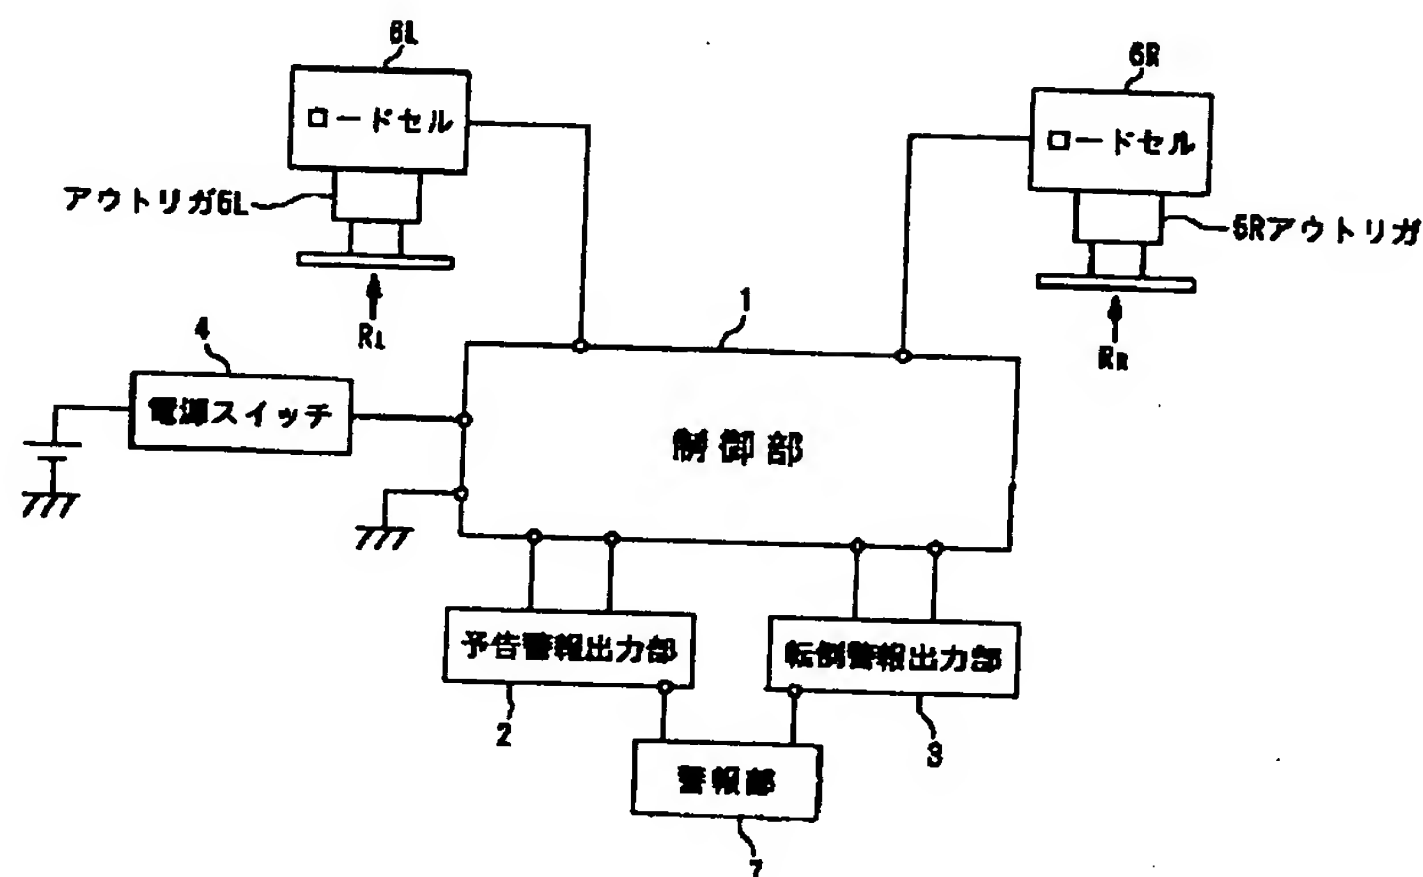 6L
ロードセル
アウトリガ5L
RL
6R
ロードセル
5Rアウトリガ
RR
1
4
電源スイッチ
制御部
予告警報出力部
2
転倒警報出力部
3
警報部
7